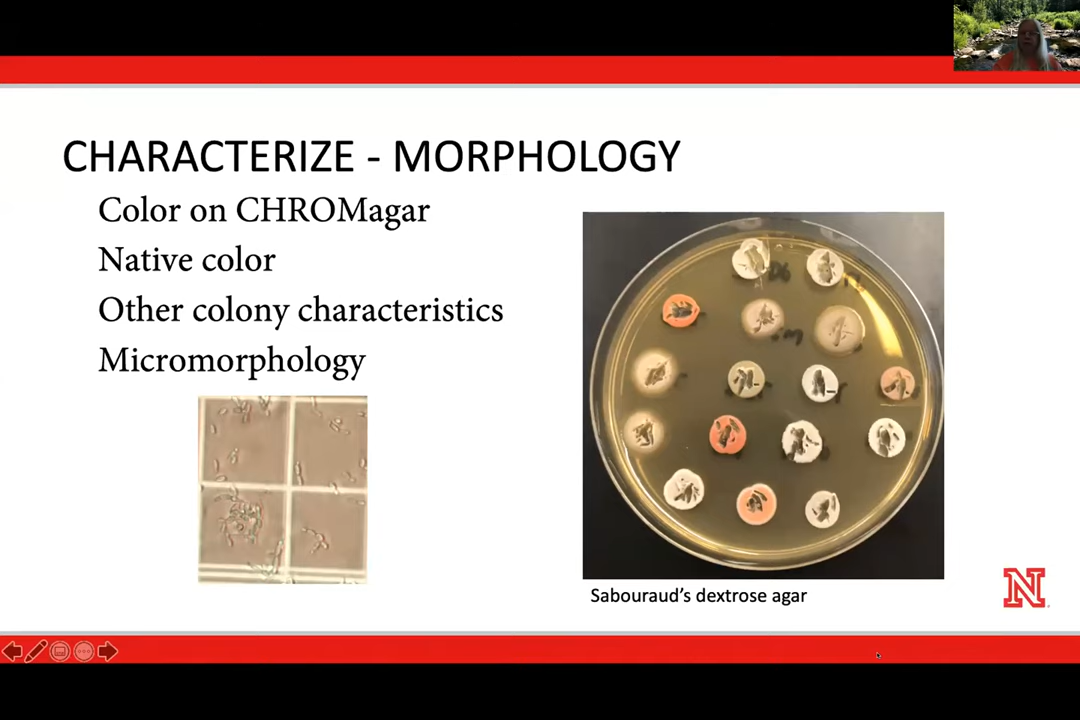 CHARACTERIZE - MORPHOLOGY
Color on CHROMagar
Native color
Other colony characteristics
Micromorphology
Sabouraud’s dextrose agar
N